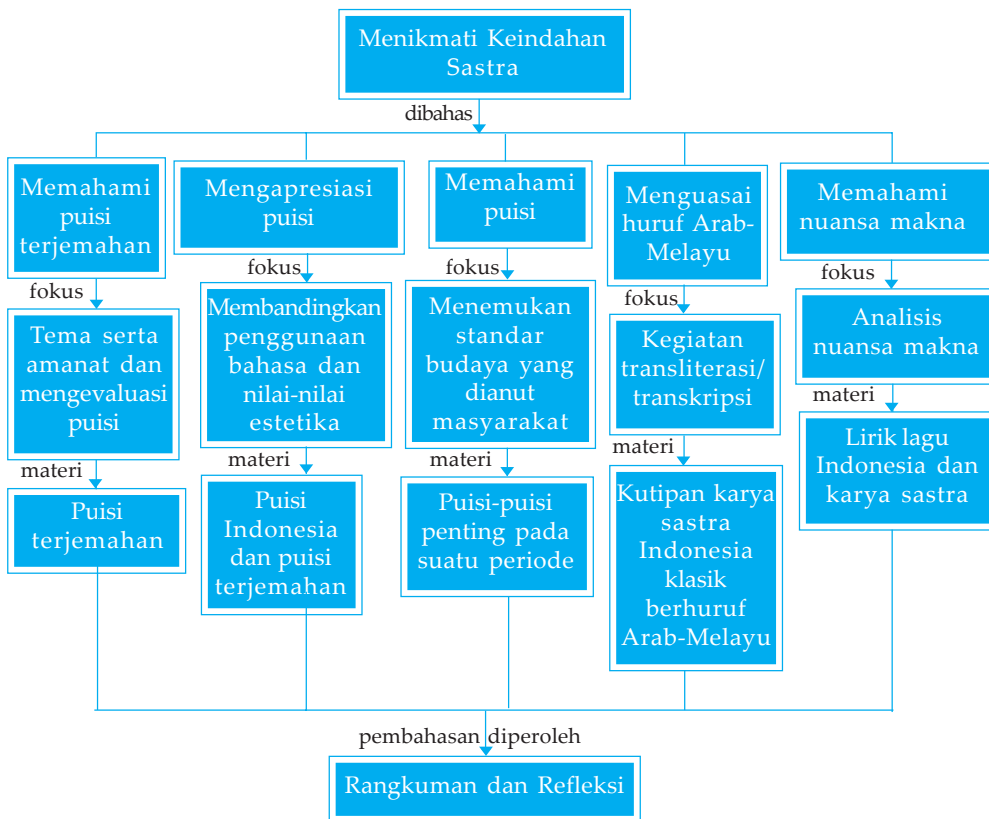 Menikmati Keindahan
Sastra
dibahas
Memahami
puisi
terjemahan
fokus
Tema serta
amanat dan
mengevaluasi
puisi
materi
Puisi
terjemahan
Mengapresiasi
puisi
fokus
Membandingkan
penggunaan
bahasa dan
nilai-nilai
estetika
materi
Puisi
Indonesia
dan puisi
terjemahan
Memahami
puisi
fokus
Menemukan
standar
budaya yang
dianut
masyarakat
materi
Puisi-puisi
penting pada
suatu periode
Menguasai
huruf Arab-
Melayu
fokus
Kegiatan
transliterasi/
transkripsi
materi
Kutipan karya
sastra
Indonesia
klasik
berhuruf
Arab-Melayu
Memahami
nuansa makna
fokus
Analisis
nuansa makna
materi
Lirik lagu
Indonesia dan
karya sastra
pembahasan diperoleh
Rangkuman dan Refleksi